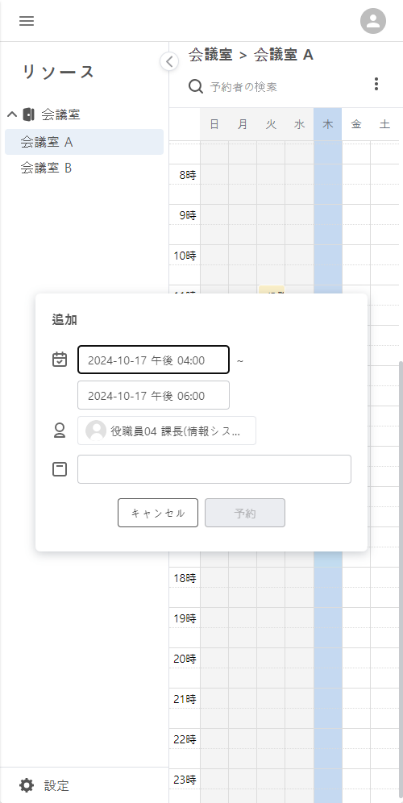 リソース
会議室
会議室 A
会議室 B
設定
会議室 > 会議室 A
予約者の検索
日 月 火 水 木 金 土
8時
9時
10時
追加
2024-10-17 午後 04:00 ~
2024-10-17 午後 06:00
役職員04 課長(情報シス...
キャンセル 予約
18時
19時
20時
21時
22時
23時